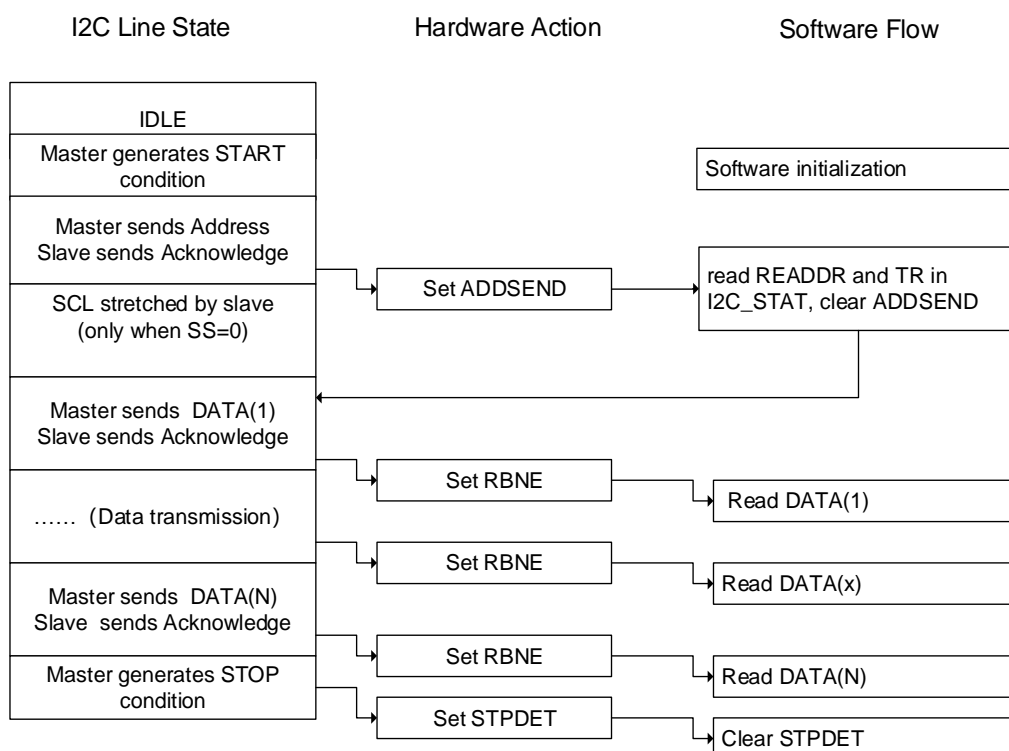 I2C Line State
Hardware Action
Software Flow
IDLE
Master generates START
condition
Software initialization
Master sends Address
Slave sends Acknowledge
Set ADDSEND
read READDR and TR in
I2C_STAT, clear ADDSEND
SCL stretched by slave
(only when SS=0)
Master sends DATA(1)
Slave sends Acknowledge
Set RBNE
Read DATA(1)
…… (Data transmission)
Set RBNE
Read DATA(x)
Master sends DATA(N)
Slave sends Acknowledge
Set RBNE
Read DATA(N)
Master generates STOP
condition
Set STPDET
Clear STPDET